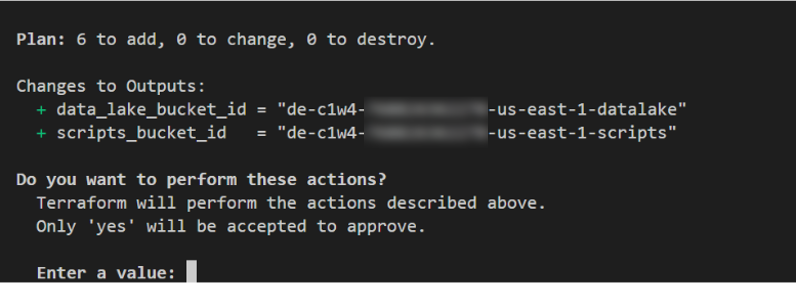 Plan: 6 to add, 0 to change, 0 to destroy.
Changes to Outputs:
+ data_lake_bucket_id = "de-c1w4- -us-east-1-datalake"
+ scripts_bucket_id   = "de-c1w4- -us-east-1-scripts"
Do you want to perform these actions?
Terraform will perform the actions described above.
Only 'yes' will be accepted to approve.
Enter a value: